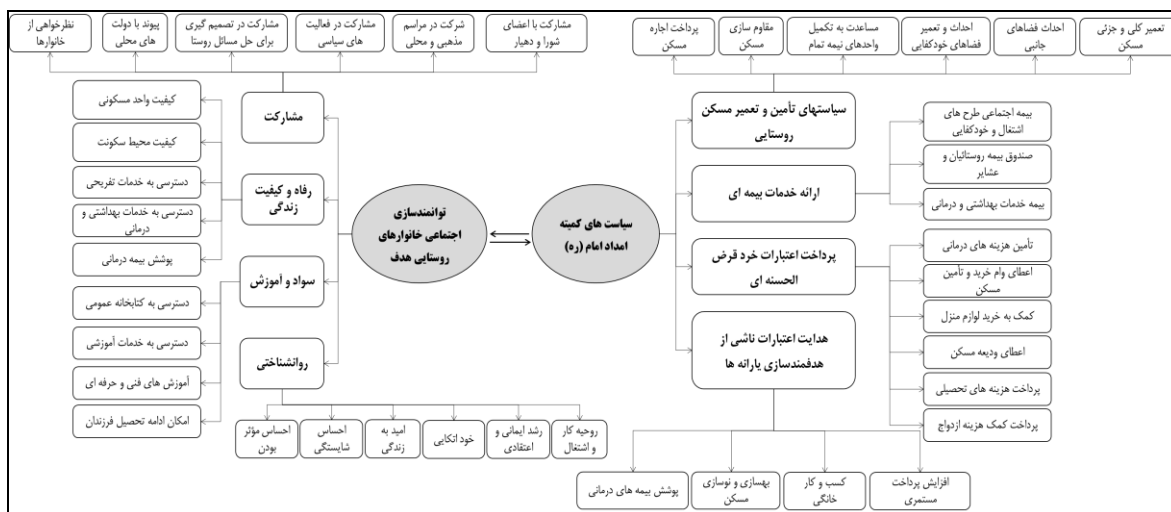 تعمیر کلی و جزئی
مسکن
احداث فضاهای
جانبی
احداث و تعمیر
فضاهای خودکفایی
مساعدت به تکمیل
واحدهای نیمه تمام
مقاوم سازی
مسکن
پرداخت اجاره
مسکن
سیاستهای تأمین و تعمیر مسکن
روستایی
ارائه خدمات بیمه ای
بیمه اجتماعی طرح های
اشتغال و خودکفایی
صندوق بیمه روستائیان و
عشایر
بیمه خدمات بهداشتی و درمانی
پرداخت اعتبارات خرد قرض
الحسنه ای
تأمین هزینه های درمانی
اعطای وام خرید و تأمین
مسکن
کمک به خرید لوازم منزل
اعطای ودیعه مسکن
پرداخت هزینه های تحصیلی
پرداخت کمک هزینه ازدواج
هدایت اعتبارات ناشی از
هدفمندسازی یارانه ها
افزایش پرداخت
مستمری
کسب و کار
خانگی
بهسازی و نوسازی
مسکن
پوشش بیمه های درمانی
سیاست های کمیته
امداد امام (ره)
توانمندسازی
اجتماعی خانوارهای
روستایی هدف
مشارکت با اعضای
شورا و دهیار
شرکت در مراسم
مذهبی و محلی
مشارکت در فعالیت
های سیاسی
مشارکت در تصمیم گیری
برای حل مسائل روستا
پیوند با دولت
های محلی
نظرخواهی از
خانوارها
مشارکت
رفاه و کیفیت
زندگی
کیفیت واحد مسکونی
کیفیت محیط سکونت
دسترسی به خدمات تفریحی
دسترسی به خدمات بهداشتی و
درمانی
پوشش بیمه درمانی
سواد و آموزش
دسترسی به کتابخانه عمومی
دسترسی به خدمات آموزشی
آموزش های فنی و حرفه ای
امکان ادامه تحصیل فرزندان
روانشناختی
روحیه کار
و اشتغال
رشد ایمانی و
اعتقادی
خود اتکایی
امید به
زندگی
احساس
شایستگی
احساس مؤثر
بودن